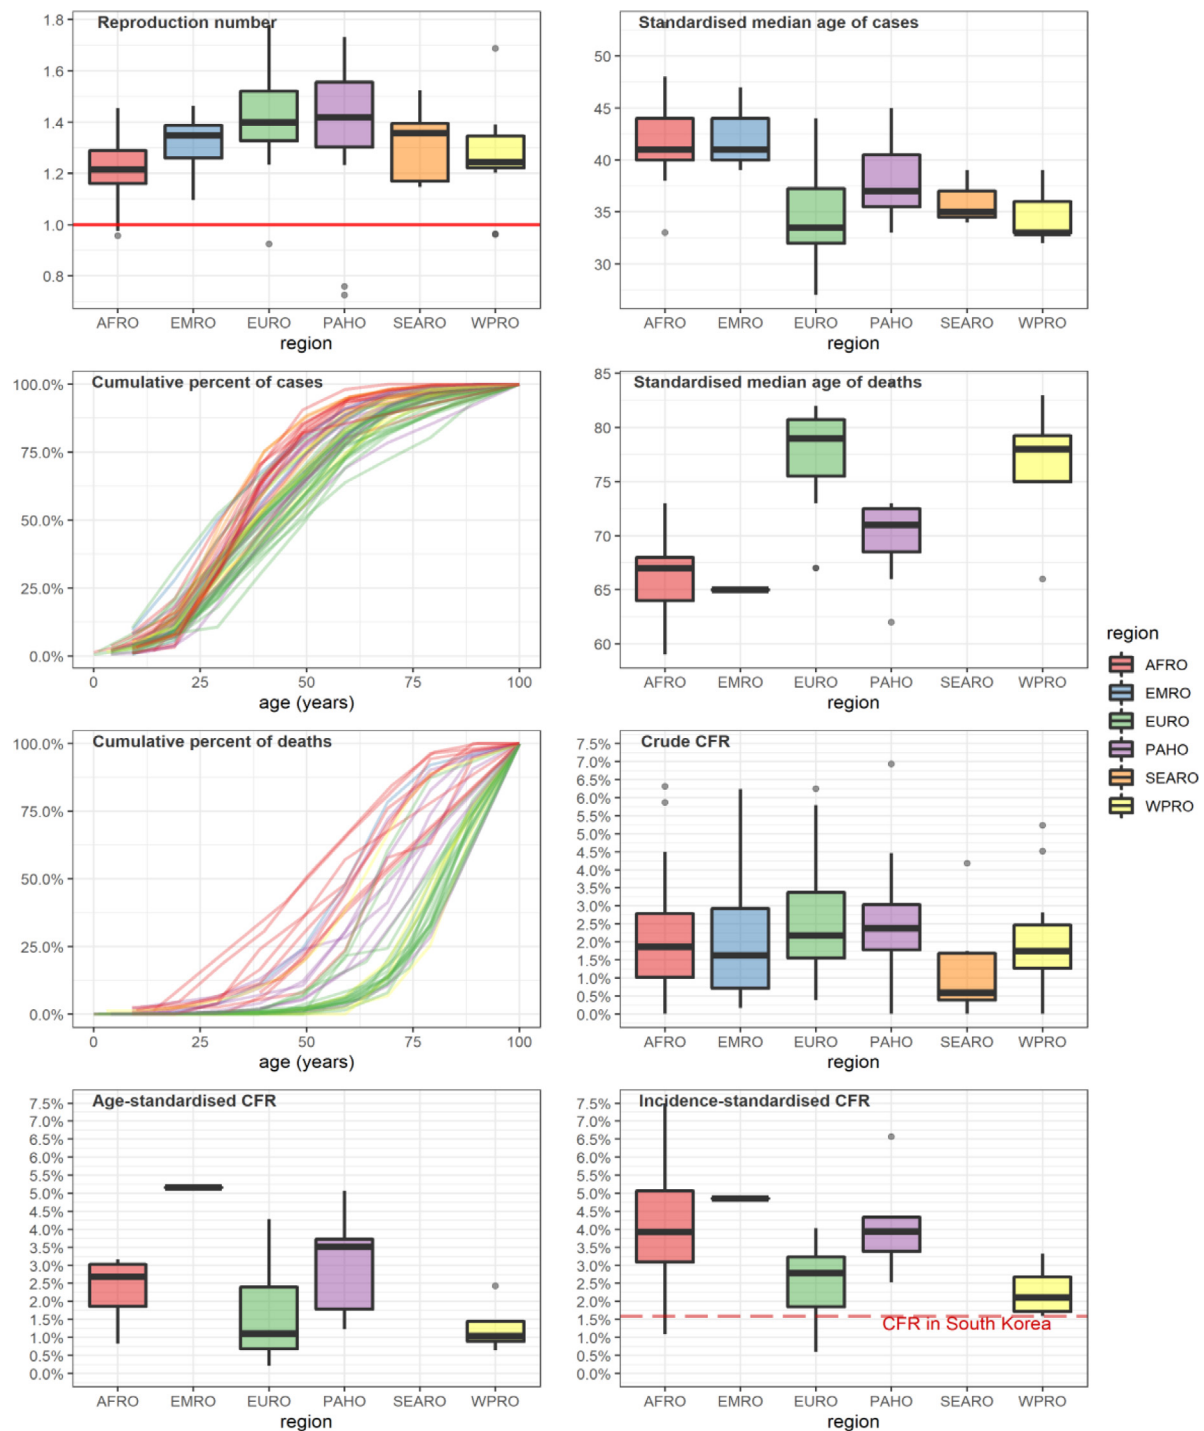 Reproduction number
1.8
1.6
1.4
1.2
1.0
0.8
AFRO EMRO EURO PAHO SEARO WPRO
region
Standardised median age of cases
50
45
40
35
30
AFRO EMRO EURO PAHO SEARO WPRO
region
Cumulative percent of cases
100.0%
75.0%
50.0%
25.0%
0.0%
0 25 50 75 100
age (years)
Standardised median age of deaths
85
80
75
70
65
60
AFRO EMRO EURO PAHO SEARO WPRO
region
Cumulative percent of deaths
100.0%
75.0%
50.0%
25.0%
0.0%
0 25 50 75 100
age (years)
Crude CFR
7.5%
7.0%
6.5%
6.0%
5.5%
5.0%
4.5%
4.0%
3.5%
3.0%
2.5%
2.0%
1.5%
1.0%
0.5%
0.0%
AFRO EMRO EURO PAHO SEARO WPRO
region
Age-standardised CFR
7.5%
7.0%
6.5%
6.0%
5.5%
5.0%
4.5%
4.0%
3.5%
3.0%
2.5%
2.0%
1.5%
1.0%
0.5%
0.0%
AFRO EMRO EURO PAHO SEARO WPRO
region
Incidence-standardised CFR
7.5%
7.0%
6.5%
6.0%
5.5%
5.0%
4.5%
4.0%
3.5%
3.0%
2.5%
2.0%
1.5%
1.0%
0.5%
0.0%
CFR in South Korea
AFRO EMRO EURO PAHO SEARO WPRO
region
region
AFRO
EMRO
EURO
PAHO
SEARO
WPRO